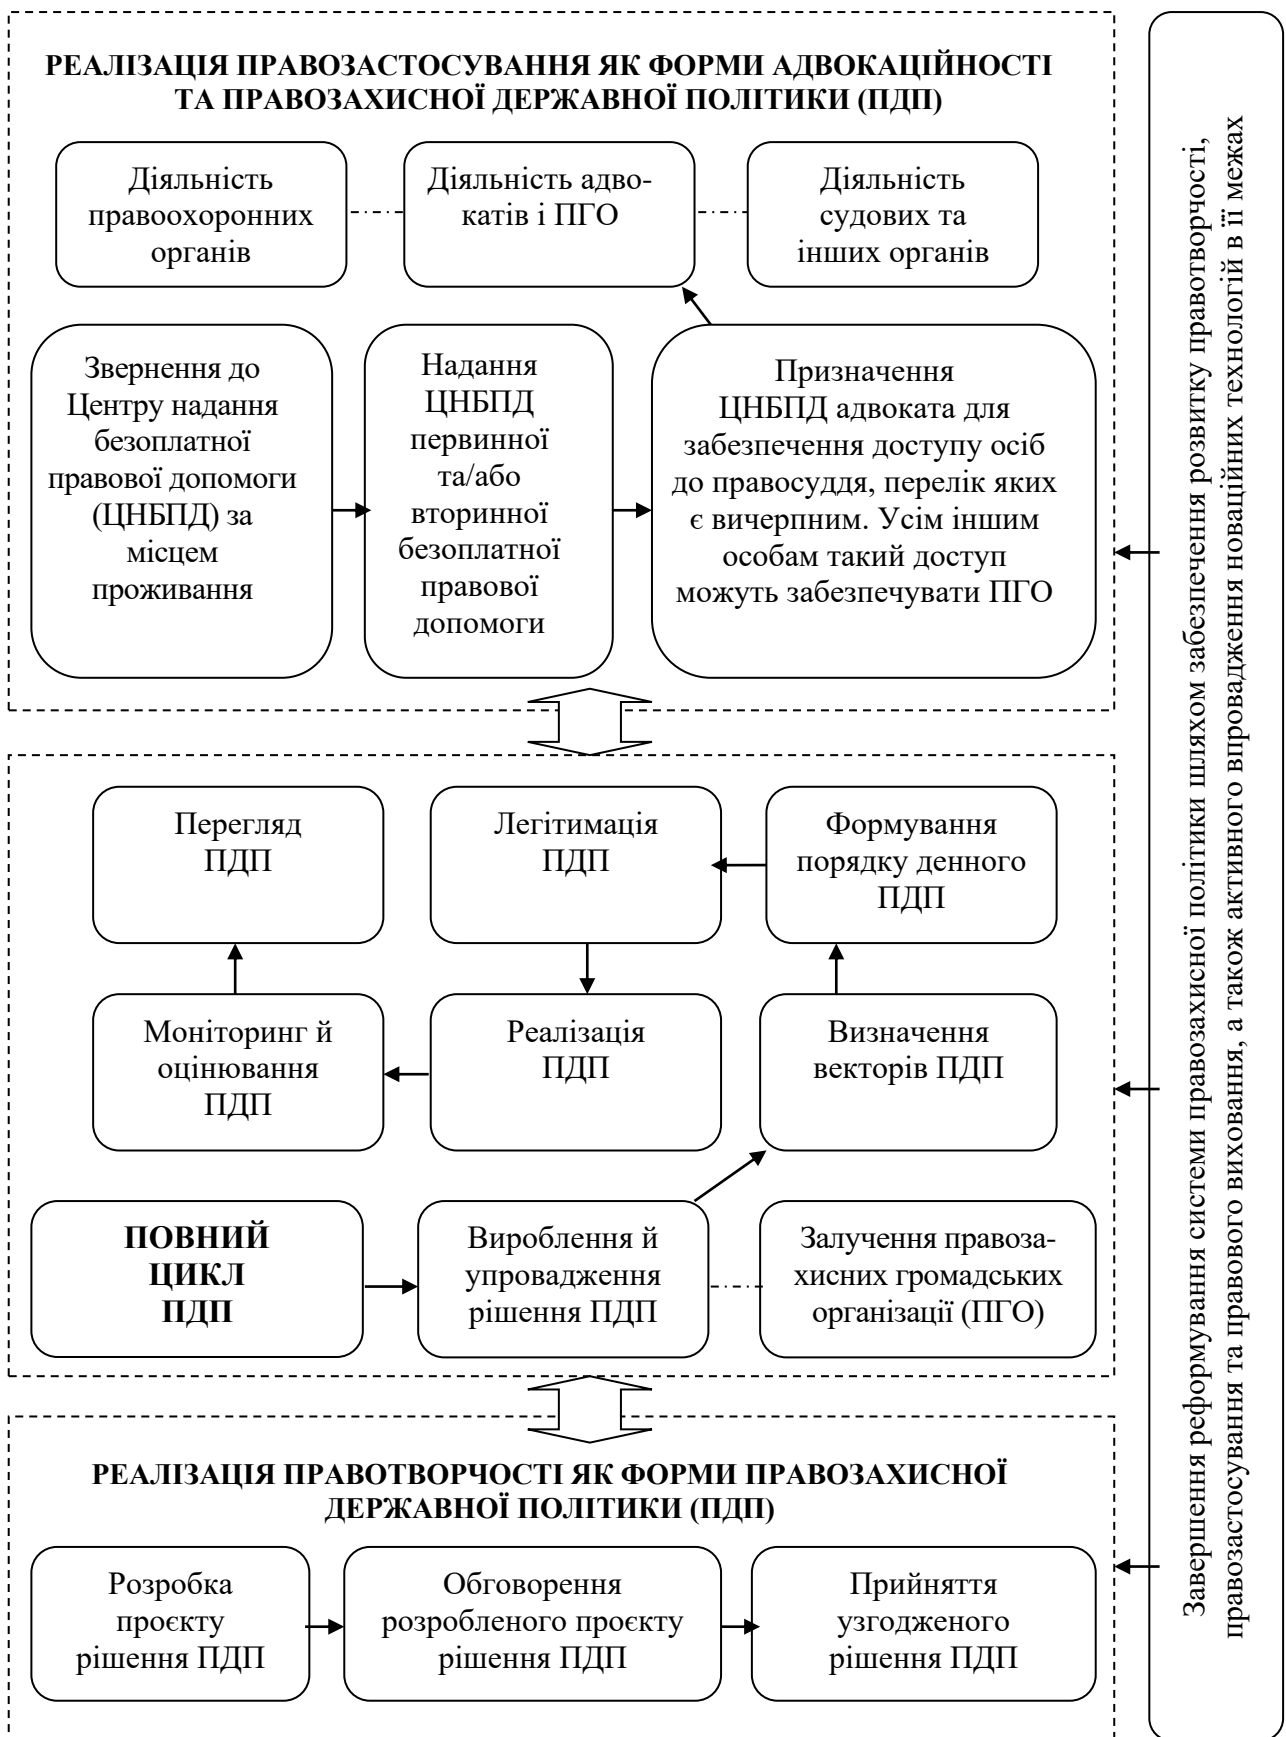 РЕАЛІЗАЦІЯ ПРАВОЗАСТОСУВАННЯ ЯК ФОРМИ АДВОКАЦІЙНОСТІ
ТА ПРАВОЗАХИСНОЇ ДЕРЖАВНОЇ ПОЛІТИКИ (ПДП)
Діяльність
правоохоронних
органів
Діяльність адво-
катів і ПГО
Діяльність
судових та
інших органів
Звернення до
Центру надання
безоплатної
правової допомоги
(ЦНБПД) за
місцем
проживання
Надання
ЦНБПД
первинної
та/або
вторинної
безоплатної
правової
допомоги
Призначення
ЦНБПД адвоката для
забезпечення доступу осіб
до правосуддя, перелік яких
є вичерпним. Усім іншим
особам такий доступ
можуть забезпечувати ПГО
Перегляд
ПДП
Легітимація
ПДП
Формування
порядку денного
ПДП
Моніторинг й
оцінювання
ПДП
Реалізація
ПДП
Визначення
векторів ПДП
ПОВНИЙ
ЦИКЛ
ПДП
Вироблення й
упровадження
рішення ПДП
Залучення правоза-
хисних громадських
організації (ПГО)
РЕАЛІЗАЦІЯ ПРАВОТВОРЧОСТІ ЯК ФОРМИ ПРАВОЗАХИСНОЇ
ДЕРЖАВНОЇ ПОЛІТИКИ (ПДП)
Розробка
проєкту
рішення ПДП
Обговорення
розробленого проєкту
рішення ПДП
Прийняття
узгодженого
рішення ПДП
Завершення реформування системи правозахисної політики шляхом забезпечення розвитку правотворчості,
правозастосування та правового виховання, а також активного впровадження новаційних технологій в її межах